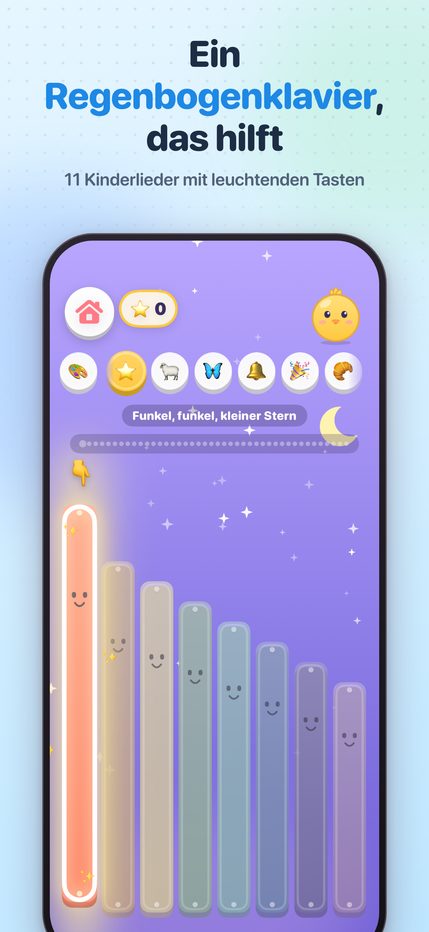 Ein
Regenbogenklavier,
das hilft
11 Kinderlieder mit leuchtenden Tasten
0
Funkel, funkel, kleiner Stern